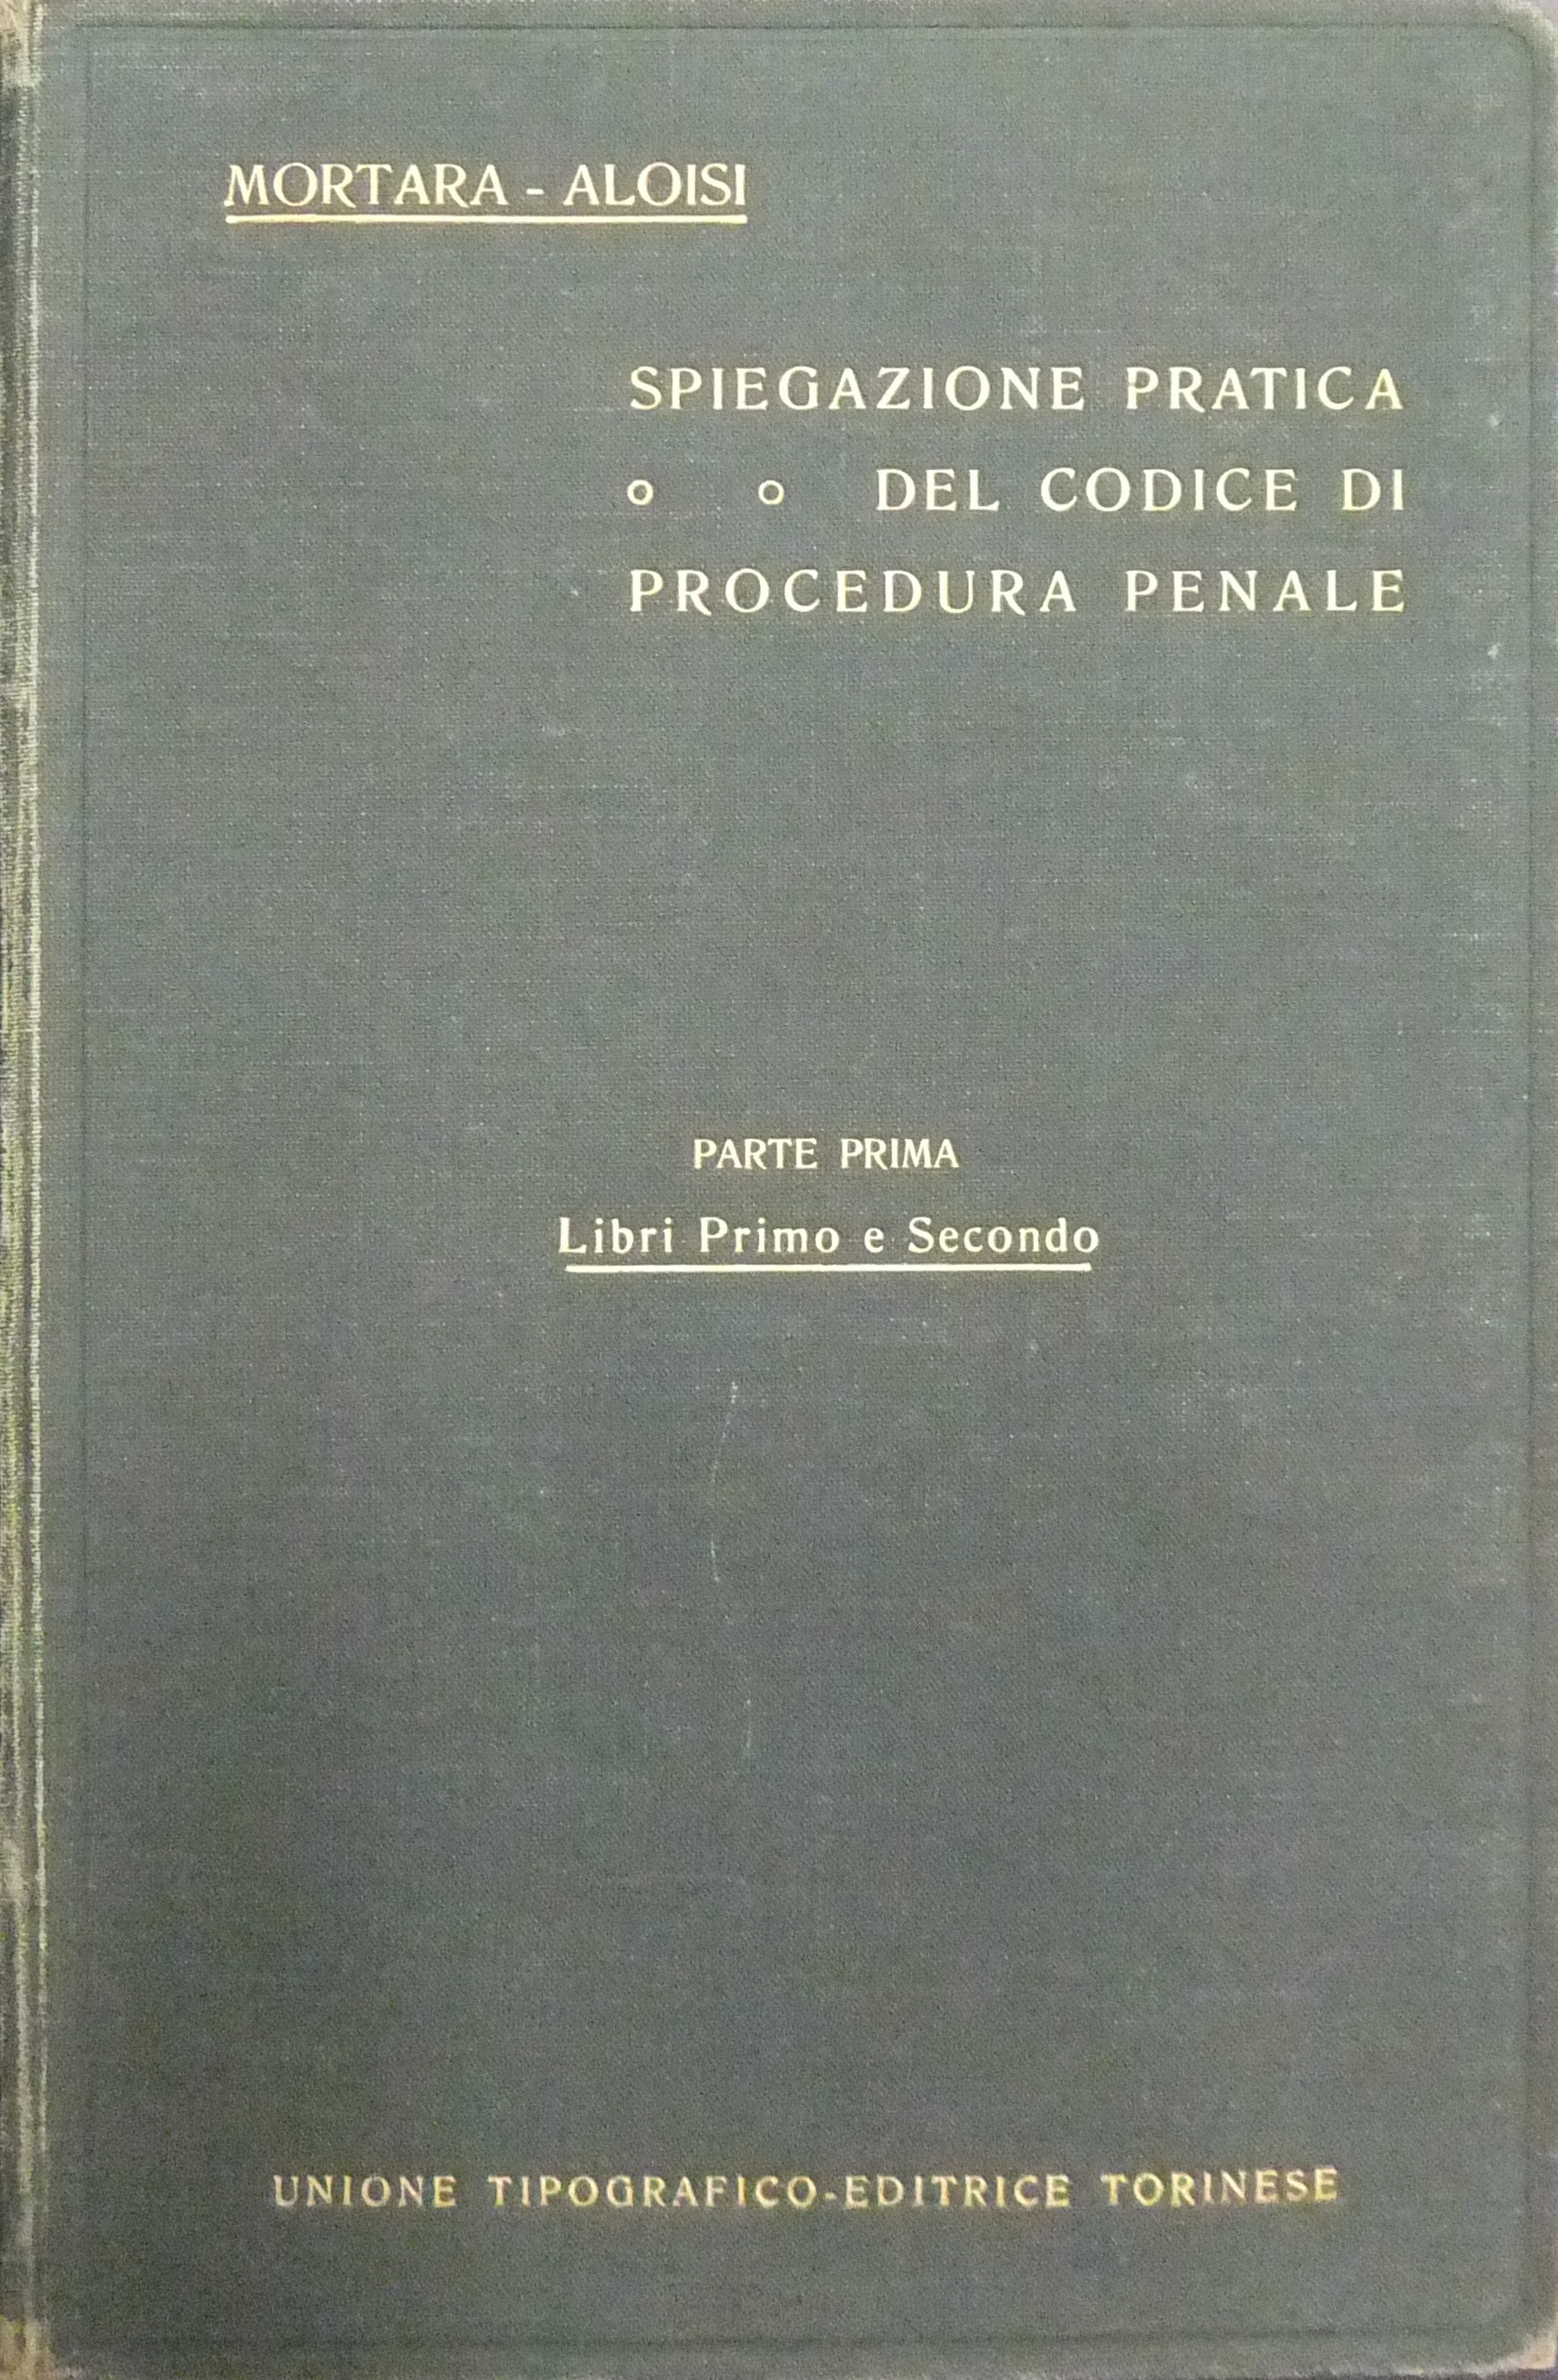 MORTARA - ALOISI
SPIEGAZIONE PRATICA
DEL CODICE DI
PROCEDURA PENALE
PARTE PRIMA
Libri Primo e Secondo
UNIONE TIPOGRAFICO-EDITRICE TORINESE